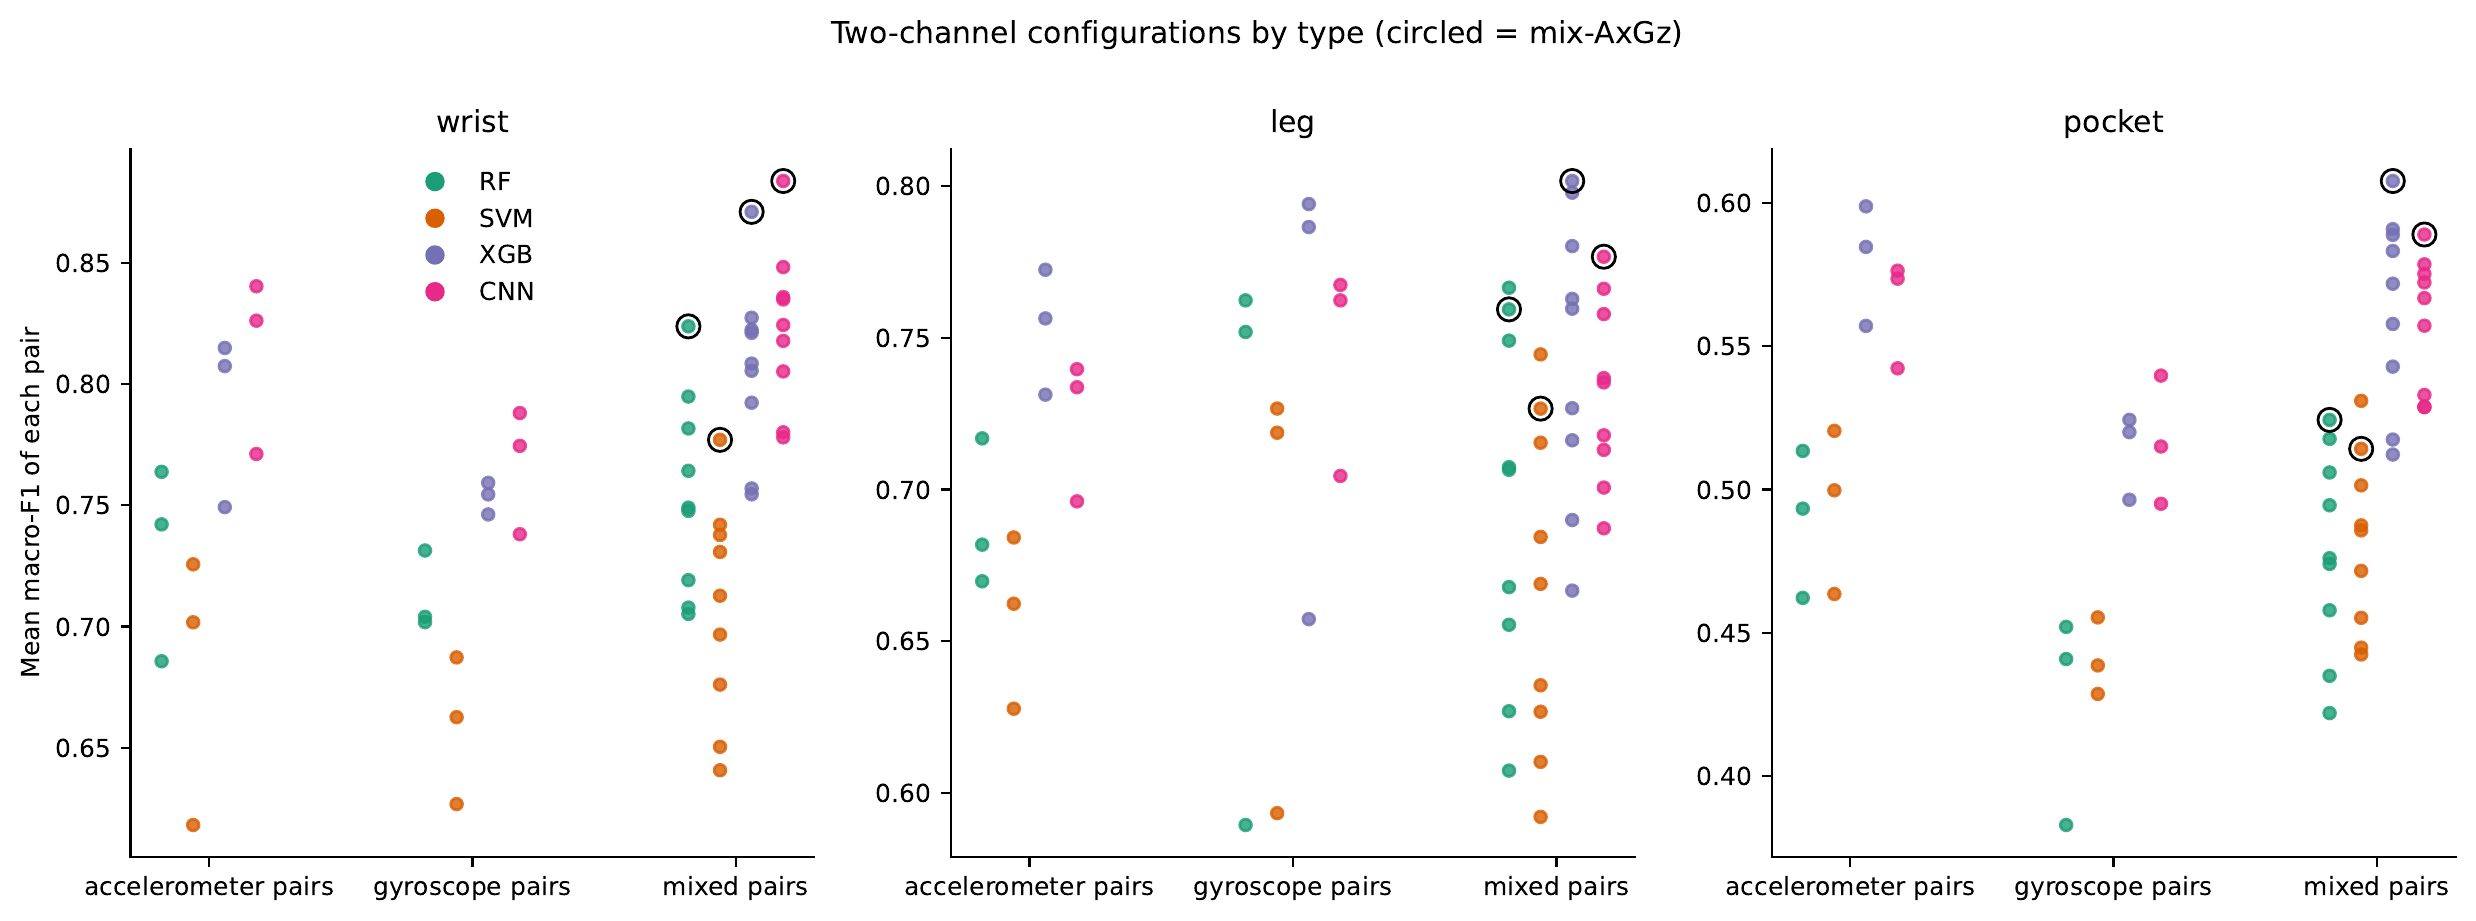 Two-channel configurations by type (circled = mix-AxGz)
wrist
leg
pocket
Mean macro-F1 of each pair
0.85
0.80
0.75
0.70
0.65
RF
SVM
XGB
CNN
accelerometer pairs
gyroscope pairs
mixed pairs
0.80
0.75
0.70
0.65
0.60
accelerometer pairs
gyroscope pairs
mixed pairs
0.60
0.55
0.50
0.45
0.40
accelerometer pairs
gyroscope pairs
mixed pairs